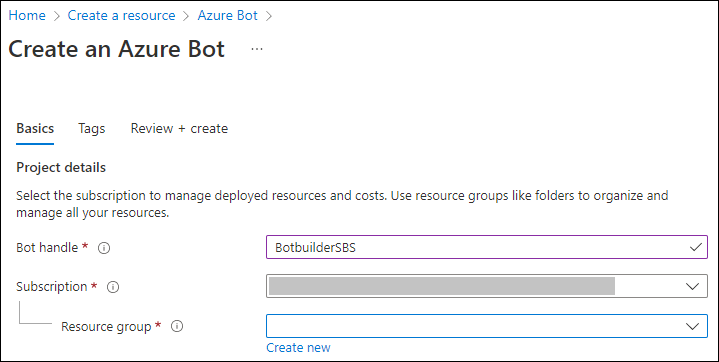 Home > Create a resource > Azure Bot >
Create an Azure Bot ...
Basics Tags Review + create
Project details
Select the subscription to manage deployed resources and costs. Use resource groups like folders to organize and
manage all your resources.
Bot handle * BotbuilderSBS
Subscription *
Resource group *
Create new